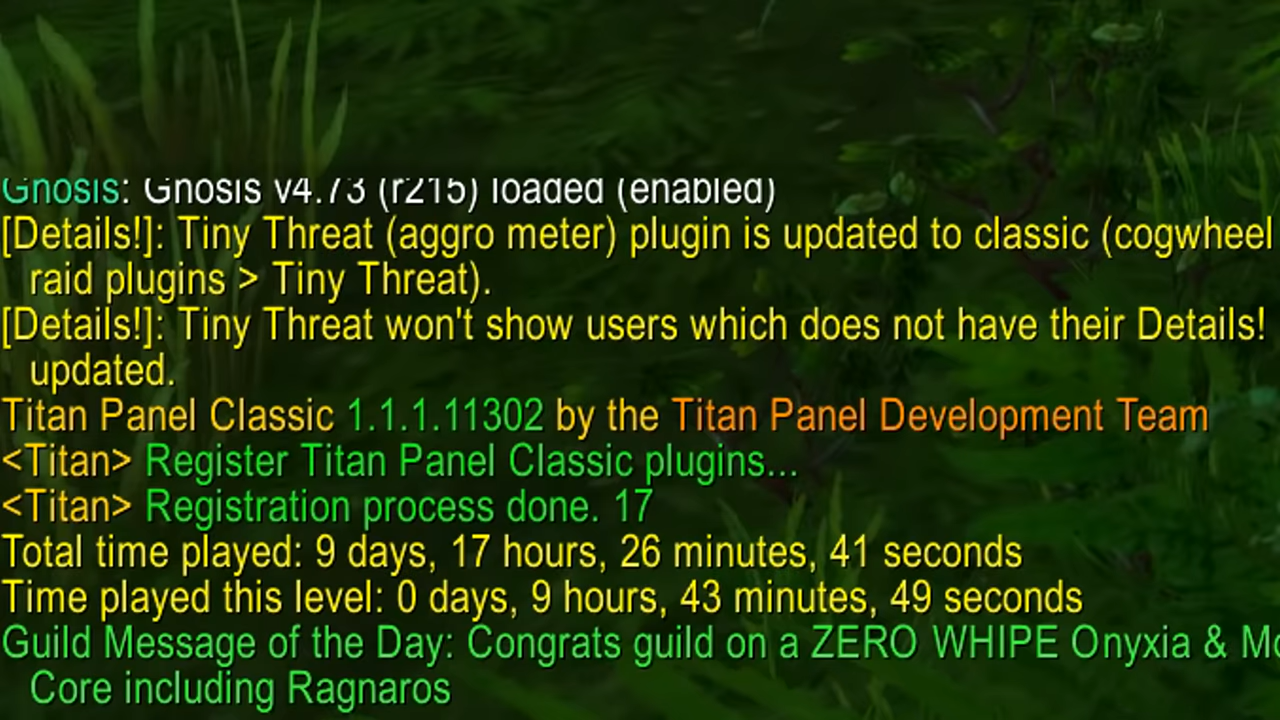 Gnosis: Gnosis v4.73 (r215) loaded (enabled)
[Details!]: Tiny Threat (aggro meter) plugin is updated to classic (cogwheel
raid plugins > Tiny Threat).
[Details!]: Tiny Threat won't show users which does not have their Details!
updated.
Titan Panel Classic 1.1.1.11302 by the Titan Panel Development Team
<Titan> Register Titan Panel Classic plugins...
<Titan> Registration process done. 17
Total time played: 9 days, 17 hours, 26 minutes, 41 seconds
Time played this level: 0 days, 9 hours, 43 minutes, 49 seconds
Guild Message of the Day: Congrats guild on a ZERO WHIPE Onyxia &
Core including Ragnaros